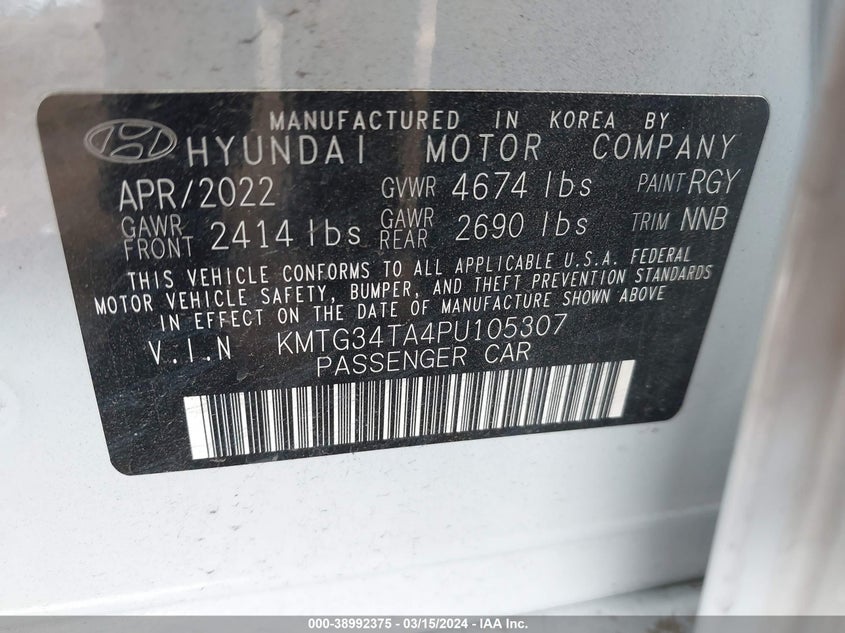 MANUFACTURED IN KOREA BY
HYUNDAI MOTOR COMPANY
APR/2022 GVWR 4674 lbs PAINT RGY
GAWR FRONT 2414 lbs GAWR REAR 2690 lbs TRIM NNB
THIS VEHICLE CONFORMS TO ALL APPLICABLE U.S.A. FEDERAL
MOTOR VEHICLE SAFETY, BUMPER, AND THEFT PREVENTION STANDARDS
IN EFFECT ON THE DATE OF MANUFACTURE SHOWN ABOVE
V.I.N KMTG34TA4PU105307
PASSENGER CAR
000-38992375 - 03/15/2024 - IAA Inc.